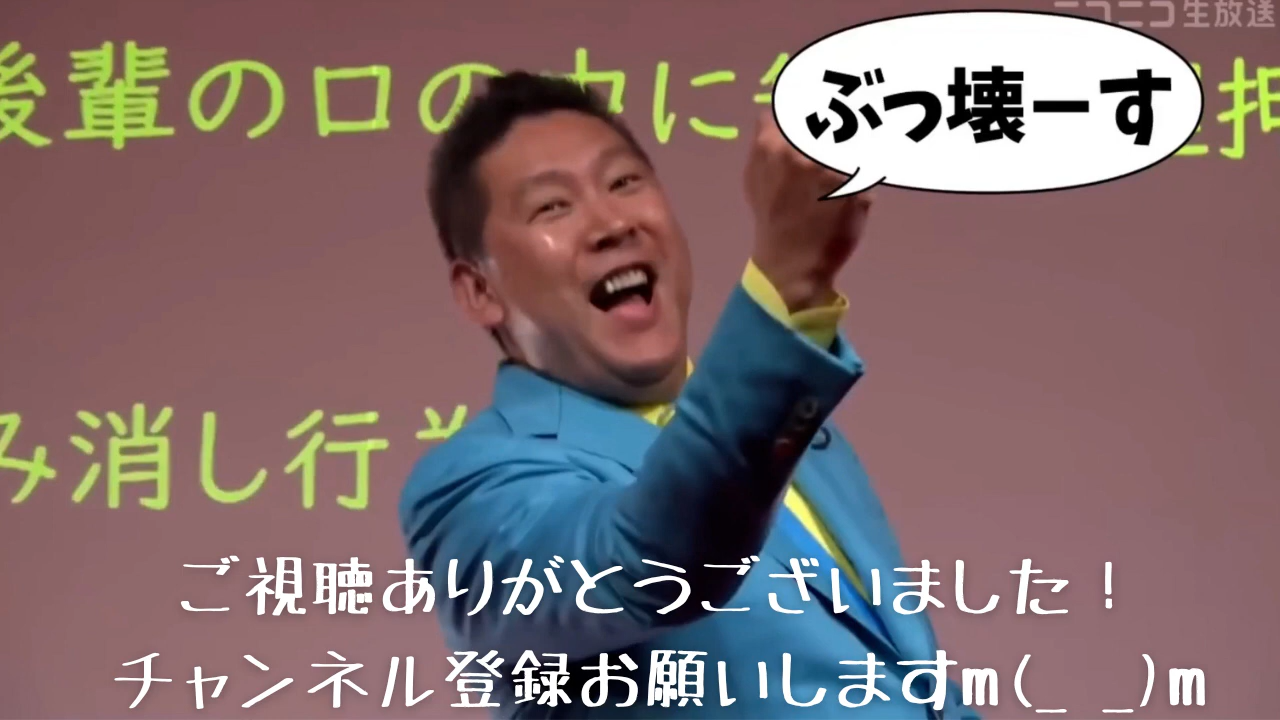 ニコニコ生放送
ぶっ壊ーす
後輩の口の中に
み消し行為
ご視聴ありがとうございました！
チャンネル登録お願いしますm(_ _)m